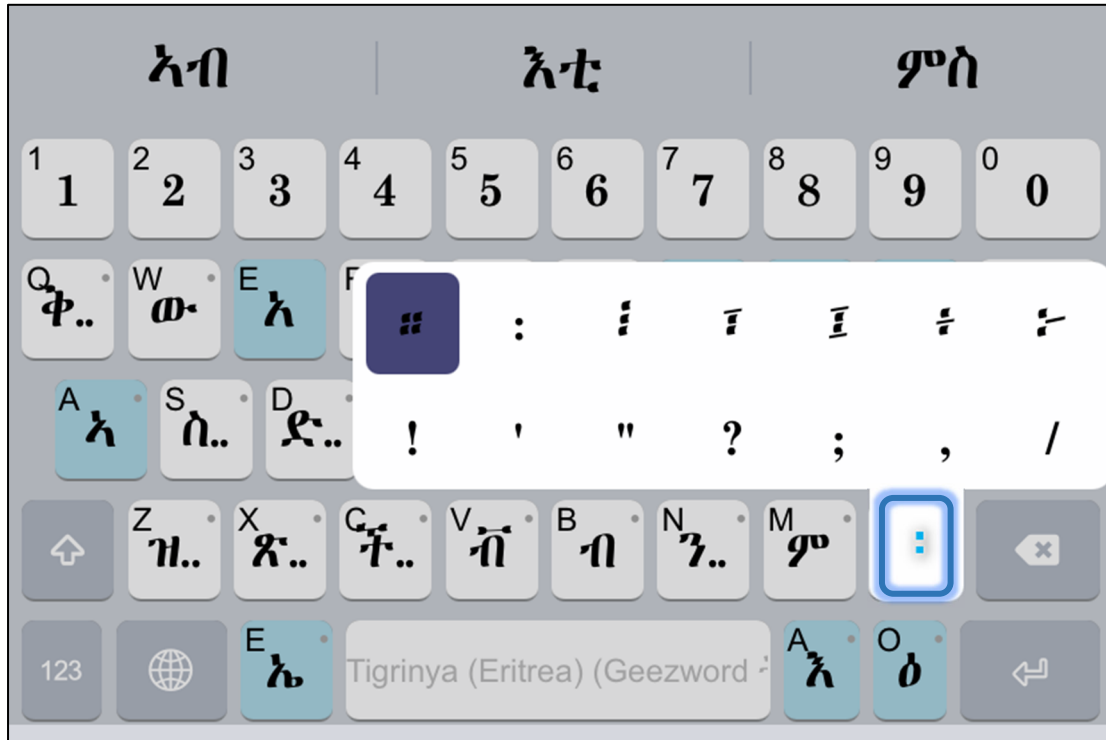 ኣብ እቲ ምስ
1 1 2 2 3 3 4 4 5 5 6 6 7 7 8 8 9 9 0 0
Q ቅ.. W ው E አ
። : ፧ ፣ ፤ ፥ ፦
! ' " ? ; , /
A ኣ S ስ.. D ድ..
Z ዝ.. X ጽ.. C ች.. V ቭ B ብ N ን.. M ም ፡
123 E ኤ Tigrinya (Eritrea) (Geezword A እ O ዕ